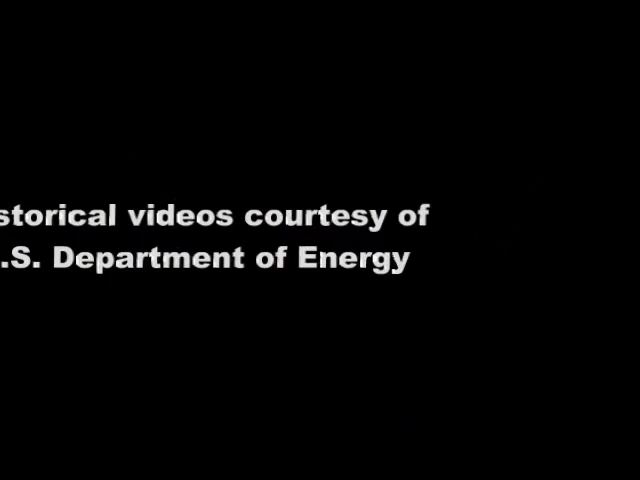 storical videos courtesy of
.S. Department of Energy